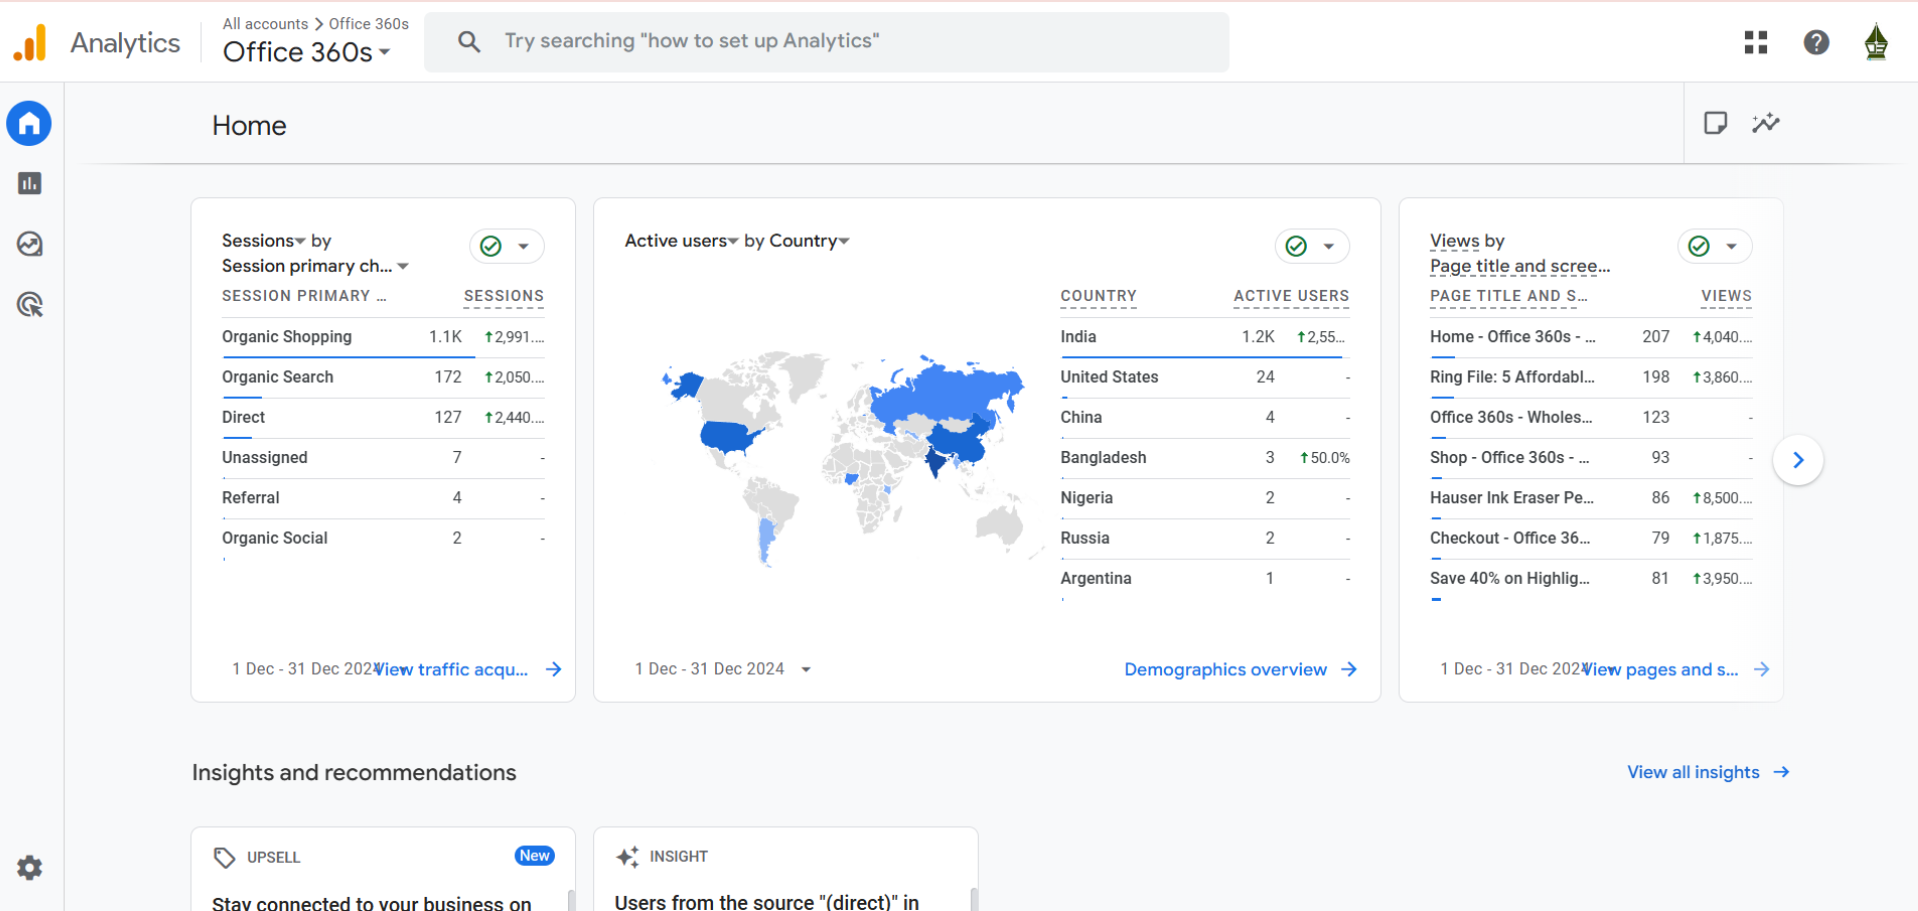 All accounts > Office 360s
Analytics
Office 360s
Try searching "how to set up Analytics"
Home
Sessions by
Session primary ch...
SESSION PRIMARY ... SESSIONS
Organic Shopping 1.1K ↑2,991....
Organic Search 172 ↑2,050....
Direct 127 ↑2,440....
Unassigned 7 -
Referral 4 -
Organic Social 2 -
1 Dec - 31 Dec 2024 View traffic acqu... →
Active users by Country
COUNTRY ACTIVE USERS
India 1.2K ↑2,55...
United States 24 -
China 4 -
Bangladesh 3 ↑50.0%
Nigeria 2 -
Russia 2 -
Argentina 1 -
1 Dec - 31 Dec 2024 Demographics overview →
Views by
Page title and scree...
PAGE TITLE AND S... VIEWS
Home - Office 360s - ... 207 ↑4,040....
Ring File: 5 Affordabl... 198 ↑3,860....
Office 360s - Wholes... 123 -
Shop - Office 360s - ... 93 -
Hauser Ink Eraser Pe... 86 ↑8,500....
Checkout - Office 36... 79 ↑1,875....
Save 40% on Highlig... 81 ↑3,950....
1 Dec - 31 Dec 2024 View pages and s... →
Insights and recommendations
View all insights →
UPSELL New
Stay connected to your business on
INSIGHT
Users from the source "(direct)" in